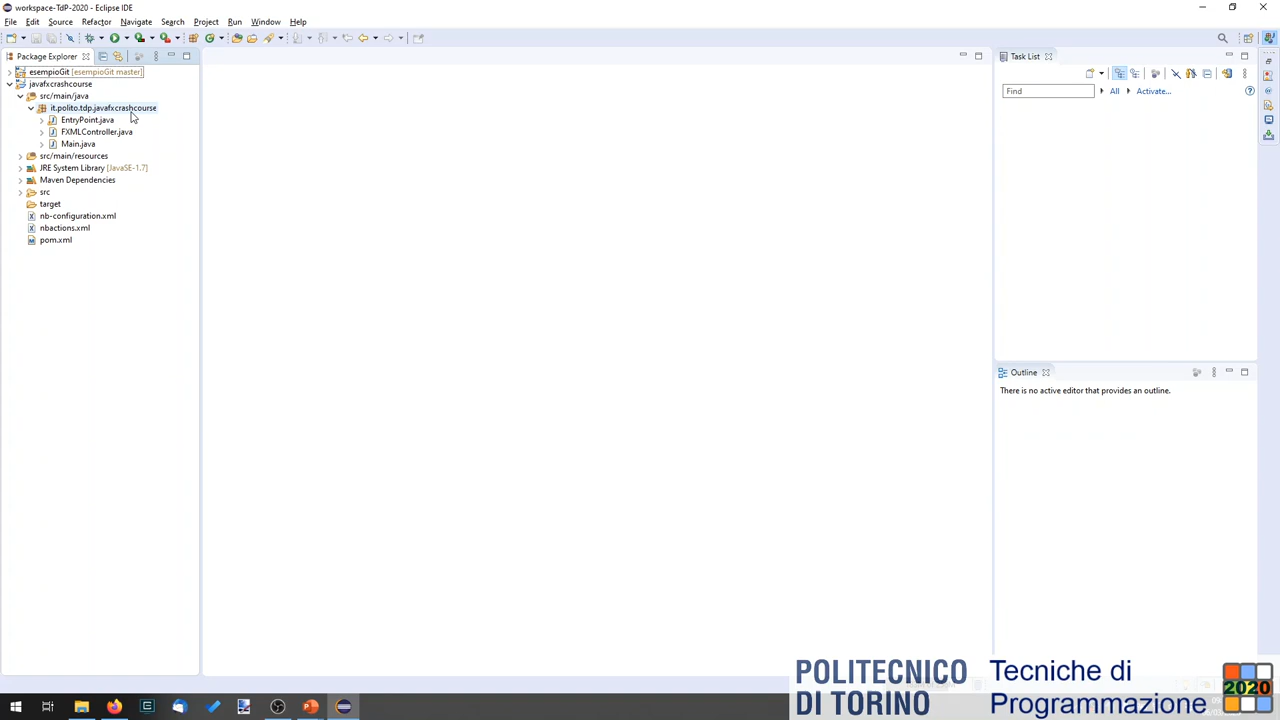 workspace-TdP-2020 - Eclipse IDE
File Edit Source Refactor Navigate Search Project Run Window Help
Package Explorer
Task List
esempioGit [esempioGit master]
javafxcrashcourse
src/main/java
it.polito.tdp.javafxcrashcourse
EntryPoint.java
FXMLController.java
Main.java
src/main/resources
JRE System Library [JavaSE-1.7]
Maven Dependencies
src
target
nb-configuration.xml
nbactions.xml
pom.xml
Find All Activate...
Outline
There is no active editor that provides an outline.
POLITECNICO
DI TORINO
Tecniche di
Programmazione
2020